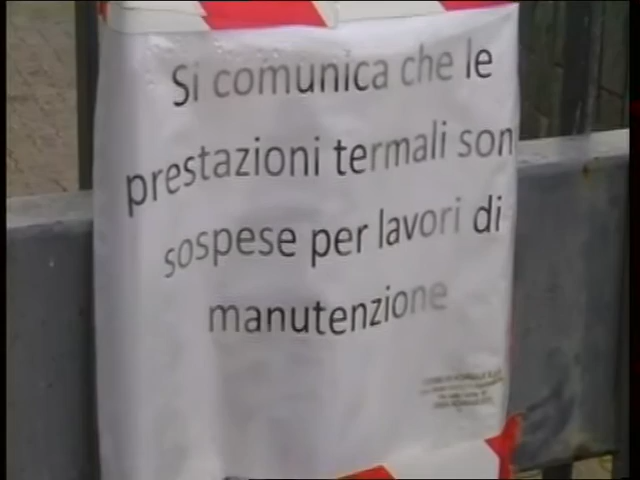 Si comunica che le
prestazioni termali son
sospese per lavori di
manutenzione